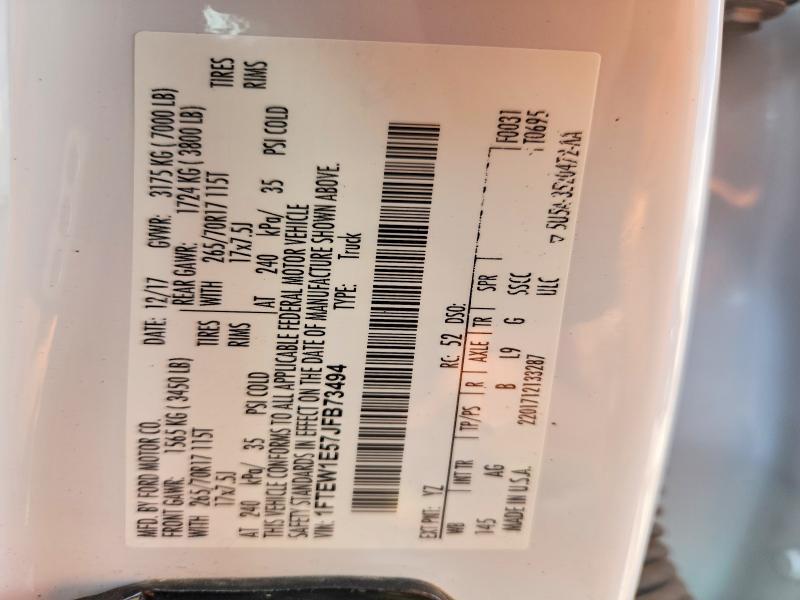 MFD. BY FORD MOTOR CO. DATE: 12/17 GVWR: 3175 KG ( 7000 LB)
FRONT GAWR: 1565 KG ( 3450 LB) REAR GAWR: 1724 KG ( 3800 LB)
WITH 265/70R17 115T TIRES WITH 265/70R17 115T TIRES
17x7.5J RIMS 17x7.5J RIMS
AT 240 kPa/ 35 PSI COLD AT 240 kPa/ 35 PSI COLD
THIS VEHICLE CONFORMS TO ALL APPLICABLE FEDERAL MOTOR VEHICLE
SAFETY STANDARDS IN EFFECT ON THE DATE OF MANUFACTURE SHOWN ABOVE.
VIN: 1FTEW1E57JFB73494 TYPE: Truck
EXT PNT: YZ RC: 52 DSO:
WB INT TR TP/PS R AXLE TR SPR F0031
145 AG B L9 G SSCC T0695
MADE IN U.S.A. 2201712133287 ULC 5U5A-3520472-AA